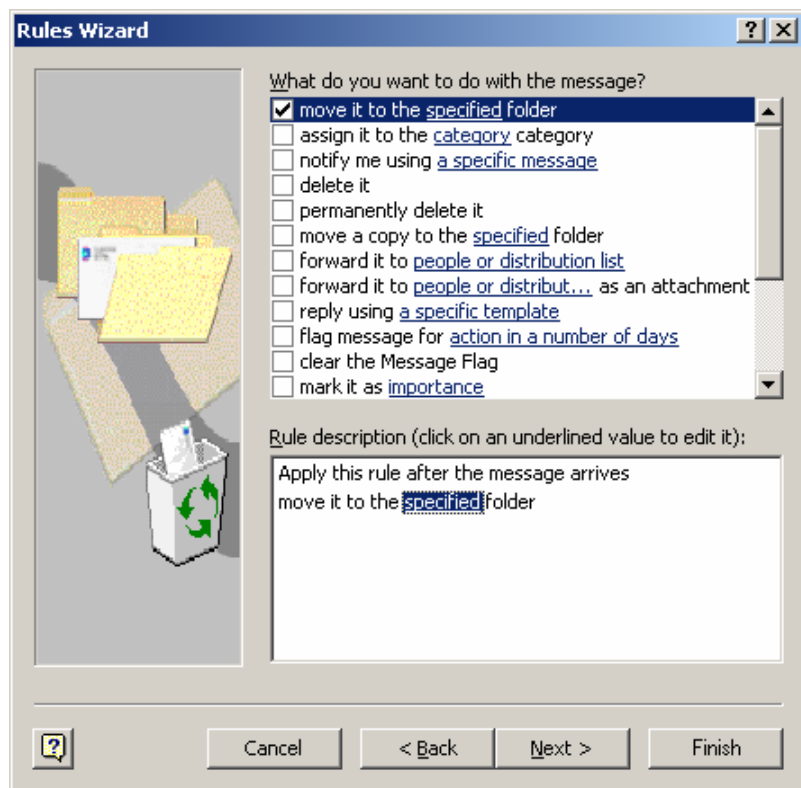 Rules Wizard
What do you want to do with the message?
move it to the specified folder
assign it to the category category
notify me using a specific message
delete it
permanently delete it
move a copy to the specified folder
forward it to people or distribution list
forward it to people or distribut... as an attachment
reply using a specific template
flag message for action in a number of days
clear the Message Flag
mark it as importance
Rule description (click on an underlined value to edit it):
Apply this rule after the message arrives
move it to the specified folder
Cancel < Back Next > Finish